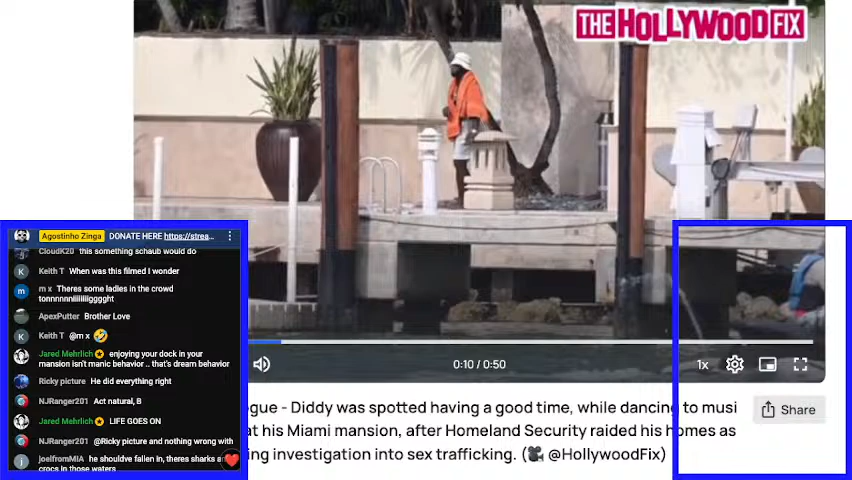 THEHOLLYWOODFIX
Agostinho Zinga DONATE HERE https://strea...
CloudK20 this something schaub would do
K Keith T When was this filmed I wonder
m m x Theres some ladies in the crowd
tonnnnniiiiilllligggght
ApexPutter Brother Love
K Keith T @m x 🤣
Jared Mehrlich enjoying your dock in your
mansion isn't manic behavior .. that's dream behavior
Ricky picture He did everything right
NJRanger201 Act natural, B
Jared Mehrlich LIFE GOES ON
NJRanger201 @Ricky picture and nothing wrong with
j joelfromMIA he shouldve fallen in, theres sharks
crocs in those waters
0:10 / 0:50
1x
ogue - Diddy was spotted having a good time, while dancing to musi
at his Miami mansion, after Homeland Security raided his homes as
ing investigation into sex trafficking. (🎥 @HollywoodFix)
Share